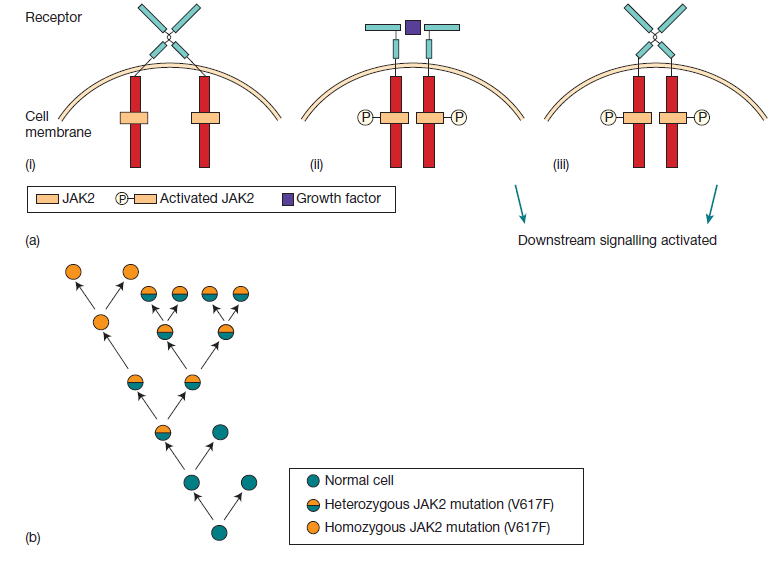 Receptor
Cell
membrane
P P
P P
(i) (ii) (iii)
JAK2 P Activated JAK2 Growth factor
(a)
Downstream signalling activated
Normal cell
Heterozygous JAK2 mutation (V617F)
Homozygous JAK2 mutation (V617F)
(b)